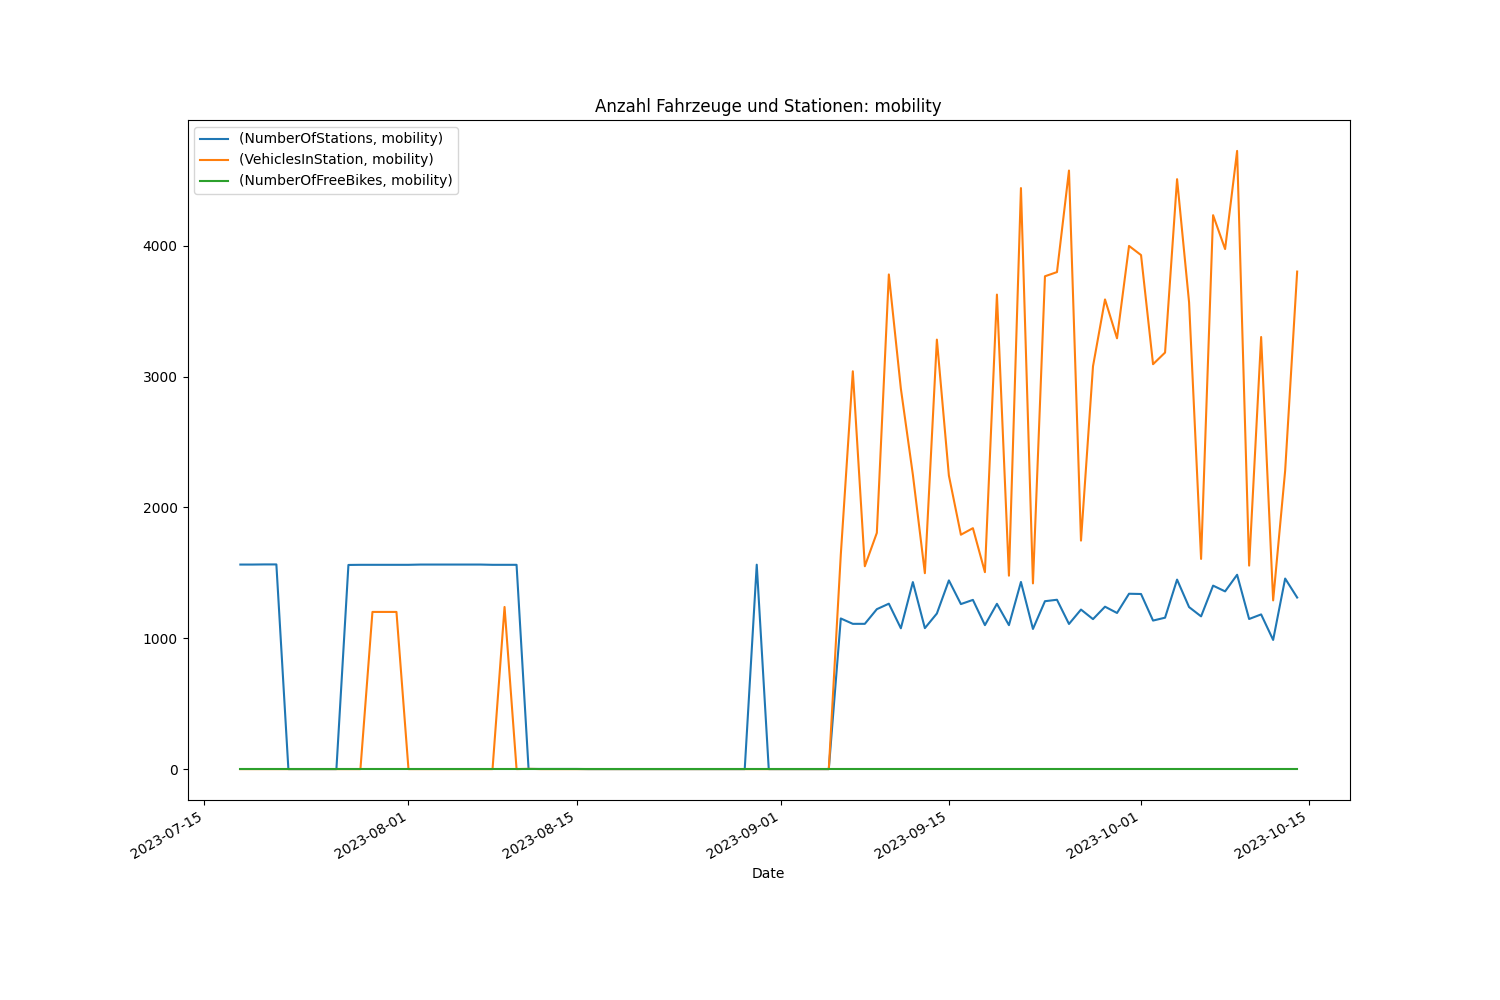 Anzahl Fahrzeuge und Stationen: mobility
(NumberOfStations, mobility)
(VehiclesInStation, mobility)
(NumberOfFreeBikes, mobility)
4000
3000
2000
1000
0
2023-07-15
2023-08-01
2023-08-15
2023-09-01
2023-09-15
2023-10-01
2023-10-15
Date